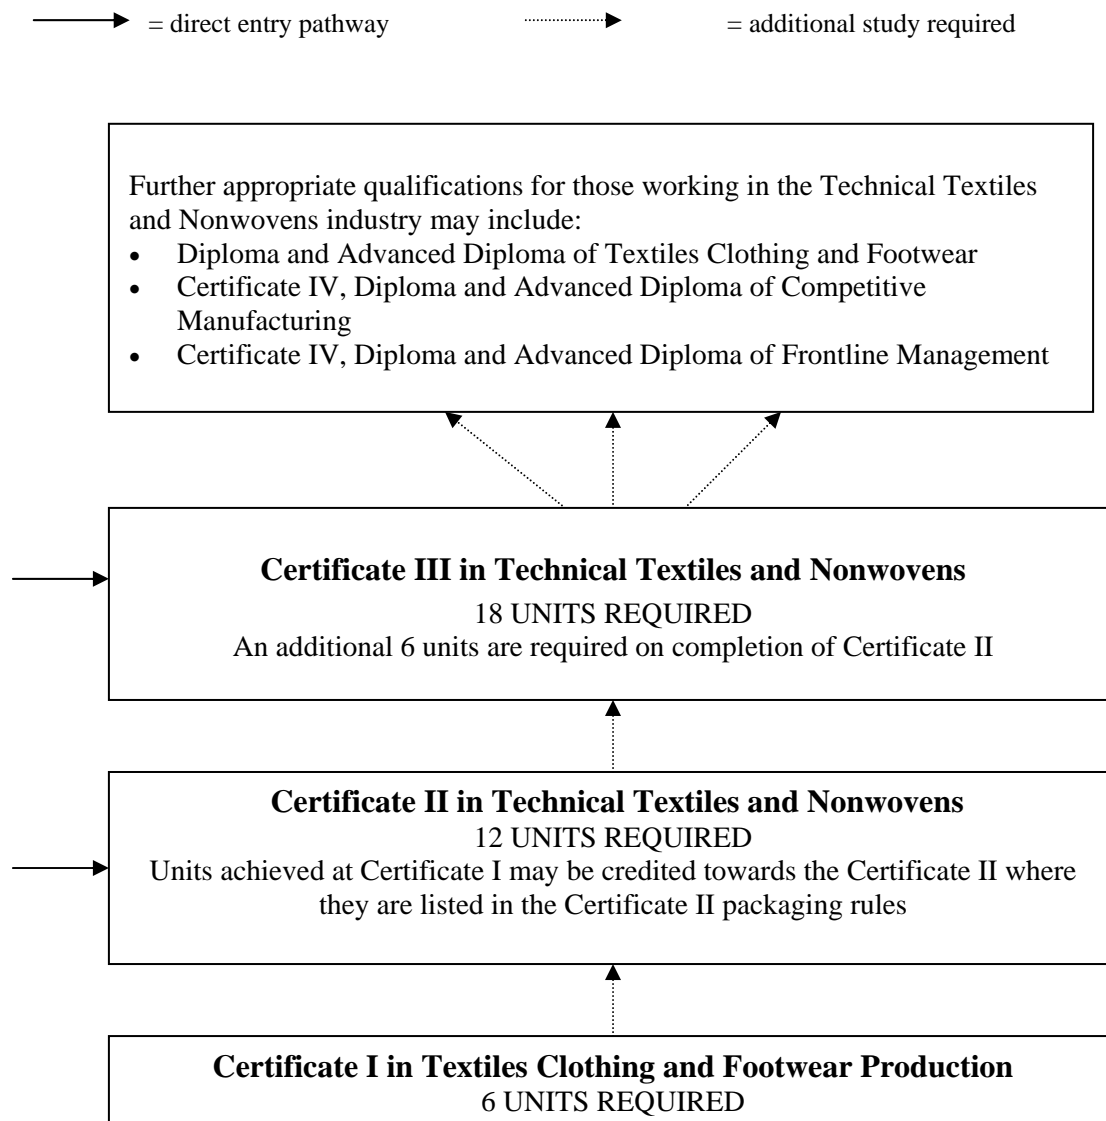 = direct entry pathway = additional study required
Further appropriate qualifications for those working in the Technical Textiles
and Nonwovens industry may include:
• Diploma and Advanced Diploma of Textiles Clothing and Footwear
• Certificate IV, Diploma and Advanced Diploma of Competitive
Manufacturing
• Certificate IV, Diploma and Advanced Diploma of Frontline Management
Certificate III in Technical Textiles and Nonwovens
18 UNITS REQUIRED
An additional 6 units are required on completion of Certificate II
Certificate II in Technical Textiles and Nonwovens
12 UNITS REQUIRED
Units achieved at Certificate I may be credited towards the Certificate II where
they are listed in the Certificate II packaging rules
Certificate I in Textiles Clothing and Footwear Production
6 UNITS REQUIRED